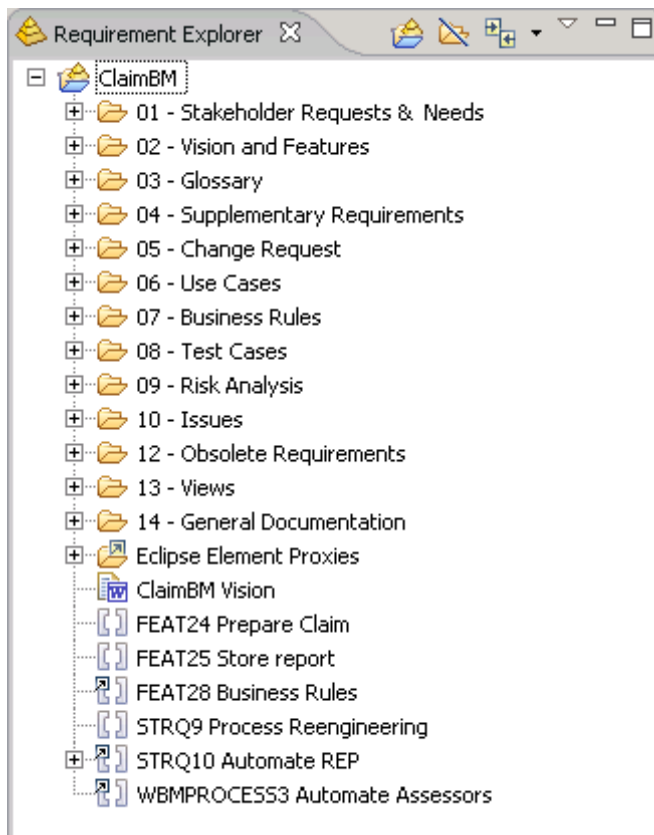 Requirement Explorer
ClaimBM
01 - Stakeholder Requests & Needs
02 - Vision and Features
03 - Glossary
04 - Supplementary Requirements
05 - Change Request
06 - Use Cases
07 - Business Rules
08 - Test Cases
09 - Risk Analysis
10 - Issues
12 - Obsolete Requirements
13 - Views
14 - General Documentation
Eclipse Element Proxies
ClaimBM Vision
FEAT24 Prepare Claim
FEAT25 Store report
FEAT28 Business Rules
STRQ9 Process Reengineering
STRQ10 Automate REP
WBMPROCESS3 Automate Assessors